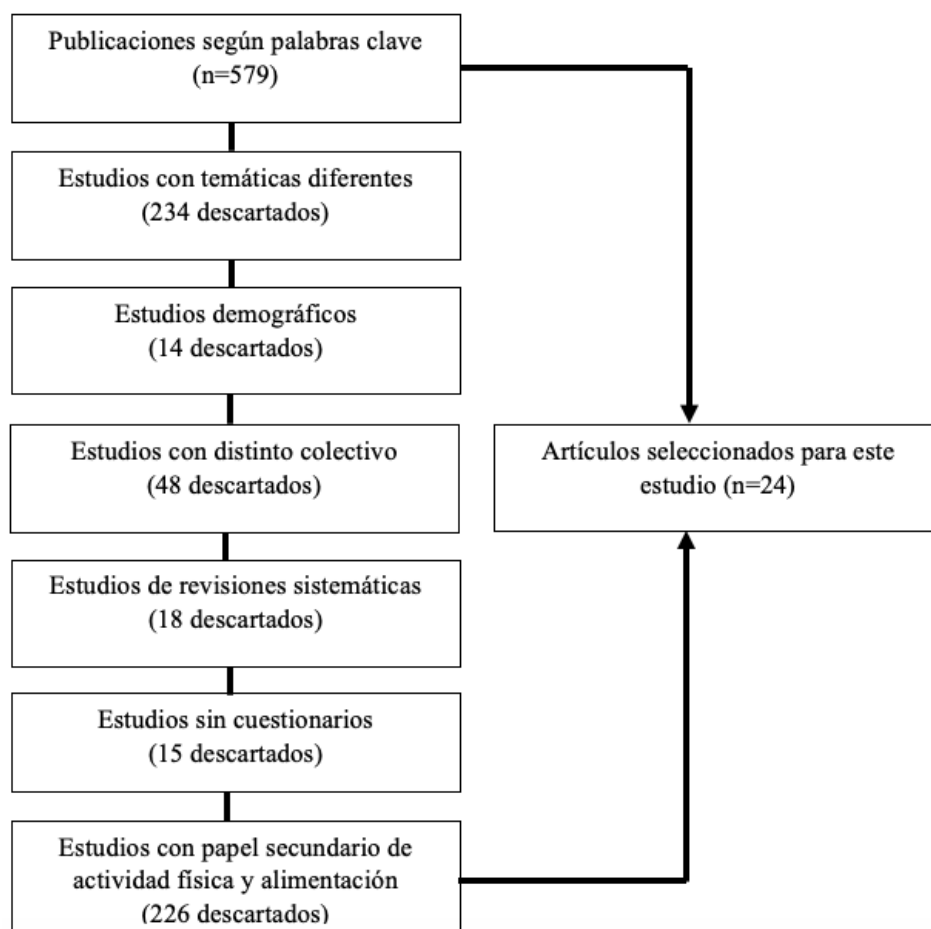 Publicaciones según palabras clave
(n=579)
Estudios con temáticas diferentes
(234 descartados)
Estudios demográficos
(14 descartados)
Estudios con distinto colectivo
(48 descartados)
Artículos seleccionados para este
estudio (n=24)
Estudios de revisiones sistemáticas
(18 descartados)
Estudios sin cuestionarios
(15 descartados)
Estudios con papel secundario de
actividad física y alimentación
(226 descartados)